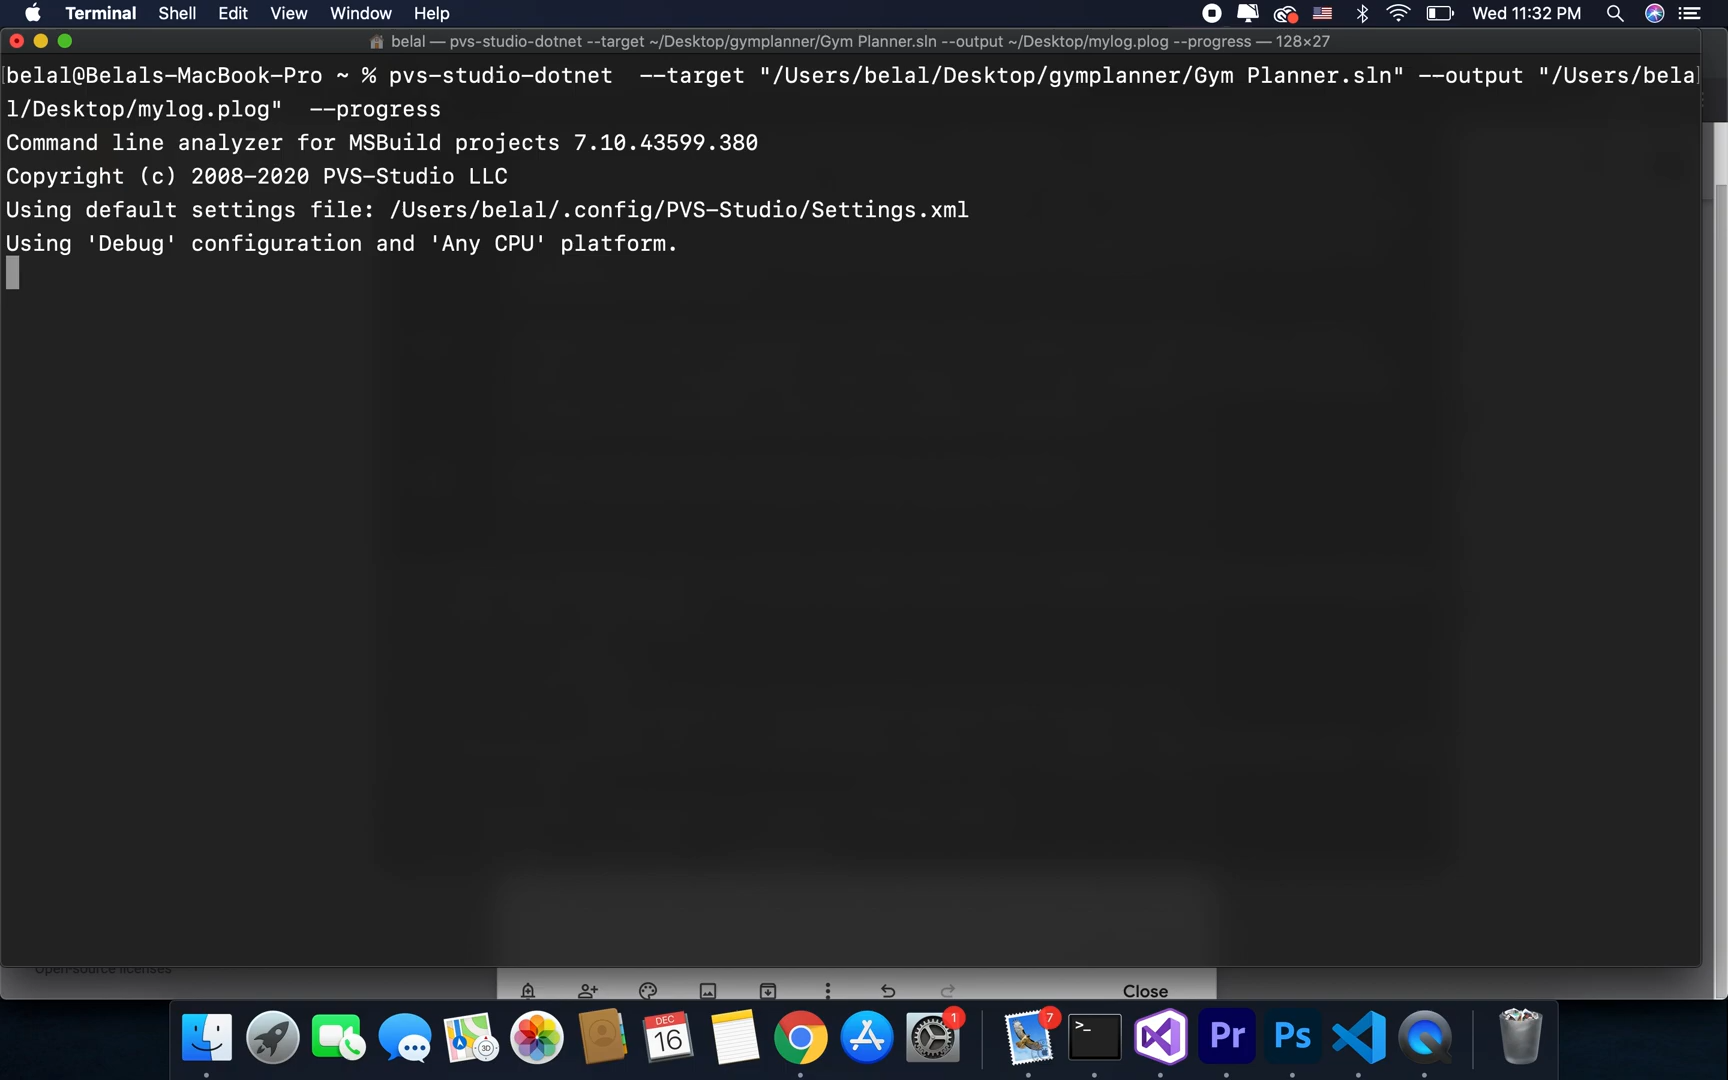 Terminal Shell Edit View Window Help Wed 11:32 PM
belal — pvs-studio-dotnet --target ~/Desktop/gymplanner/Gym Planner.sln --output ~/Desktop/mylog.plog --progress — 128×27
belal@Belals-MacBook-Pro ~ % pvs-studio-dotnet  --target "/Users/belal/Desktop/gymplanner/Gym Planner.sln" --output "/Users/bela
l/Desktop/mylog.plog"  --progress
Command line analyzer for MSBuild projects 7.10.43599.380
Copyright (c) 2008-2020 PVS-Studio LLC
Using default settings file: /Users/belal/.config/PVS-Studio/Settings.xml
Using 'Debug' configuration and 'Any CPU' platform.
Open-source licenses
Close
DEC
16
3D
1
7
>_
Pr
Ps